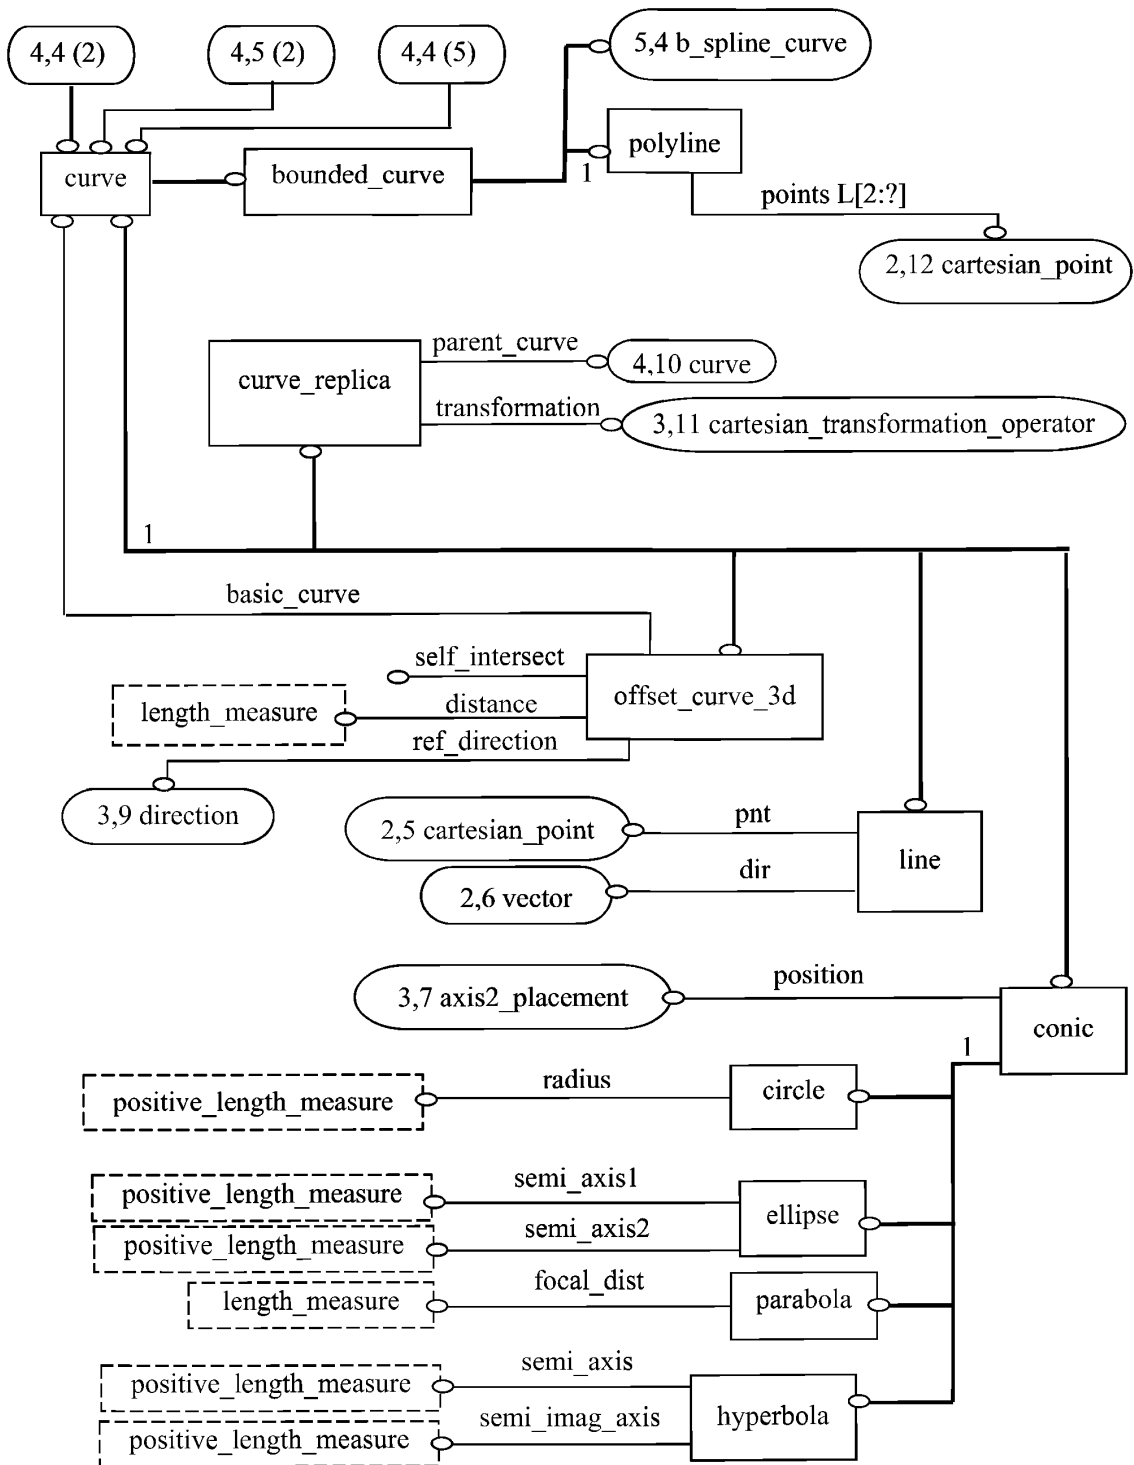 4,4 (2)
4,5 (2)
4,4 (5)
5,4 b_spline_curve
polyline
curve
bounded_curve
1
points L[2:?]
2,12 cartesian_point
parent_curve
4,10 curve
curve_replica
transformation
3,11 cartesian_transformation_operator
1
basic_curve
self_intersect
offset_curve_3d
length_measure
distance
ref_direction
3,9 direction
pnt
2,5 cartesian_point
line
dir
2,6 vector
position
3,7 axis2_placement
conic
1
radius
circle
positive_length_measure
semi_axis1
positive_length_measure
ellipse
semi_axis2
positive_length_measure
focal_dist
length_measure
parabola
semi_axis
positive_length_measure
semi_imag_axis
hyperbola
positive_length_measure